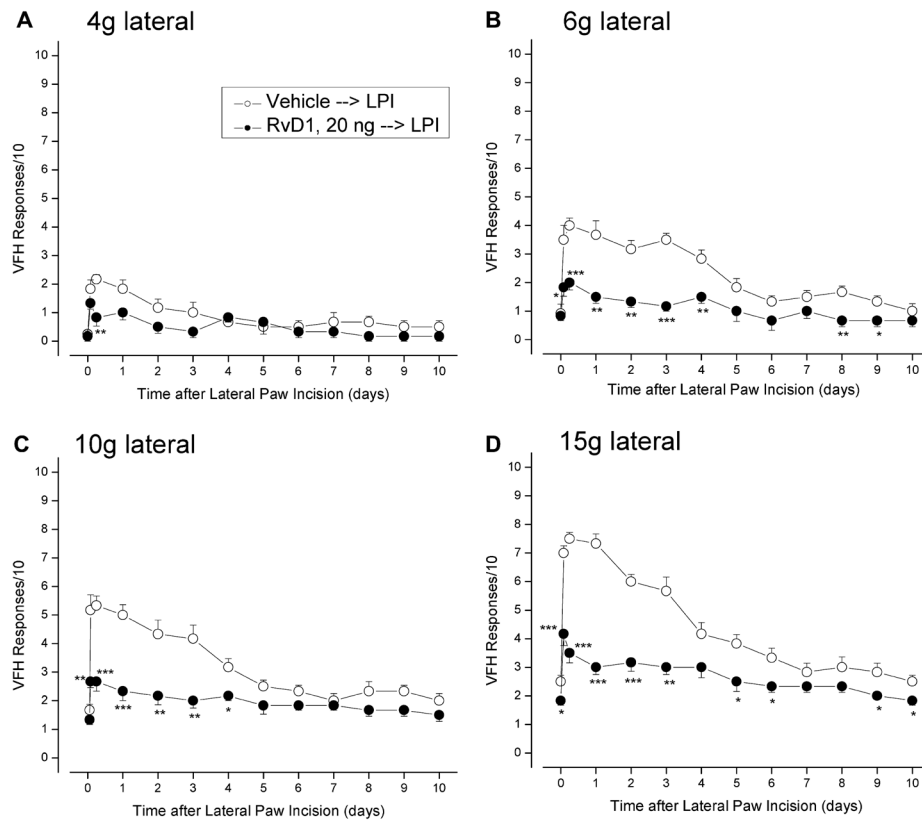 A 4g lateral
10
9
8
7
6
5
4
3
2
1
0
VFH Responses/10
Vehicle --> LPI
RvD1, 20 ng --> LPI
**
0 1 2 3 4 5 6 7 8 9 10
Time after Lateral Paw Incision (days)
B 6g lateral
10
9
8
7
6
5
4
3
2
1
0
VFH Responses/10
* ***
** ** *** ** ** *
0 1 2 3 4 5 6 7 8 9 10
Time after Lateral Paw Incision (days)
C 10g lateral
10
9
8
7
6
5
4
3
2
1
0
VFH Responses/10
** ***
*** ** ** *
0 1 2 3 4 5 6 7 8 9 10
Time after Lateral Paw Incision (days)
D 15g lateral
10
9
8
7
6
5
4
3
2
1
0
VFH Responses/10
*** ***
*** *** **
* * * * *
0 1 2 3 4 5 6 7 8 9 10
Time after Lateral Paw Incision (days)